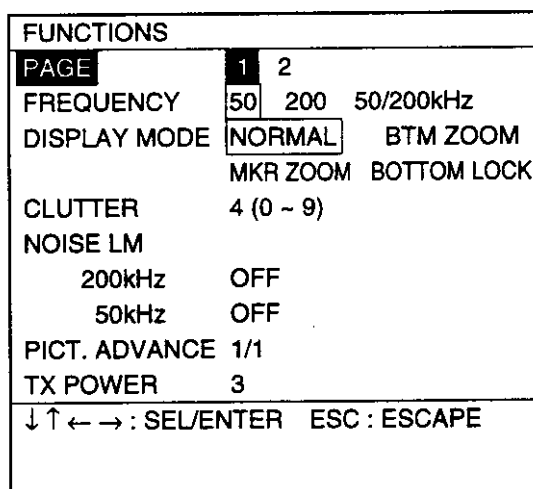 FUNCTIONS
PAGE 1 2
FREQUENCY 50 200 50/200kHz
DISPLAY MODE NORMAL BTM ZOOM
MKR ZOOM BOTTOM LOCK
CLUTTER 4 (0 ~ 9)
NOISE LM
200kHz OFF
50kHz OFF
PICT. ADVANCE 1/1
TX POWER 3
↓↑←→: SEL/ENTER ESC : ESCAPE